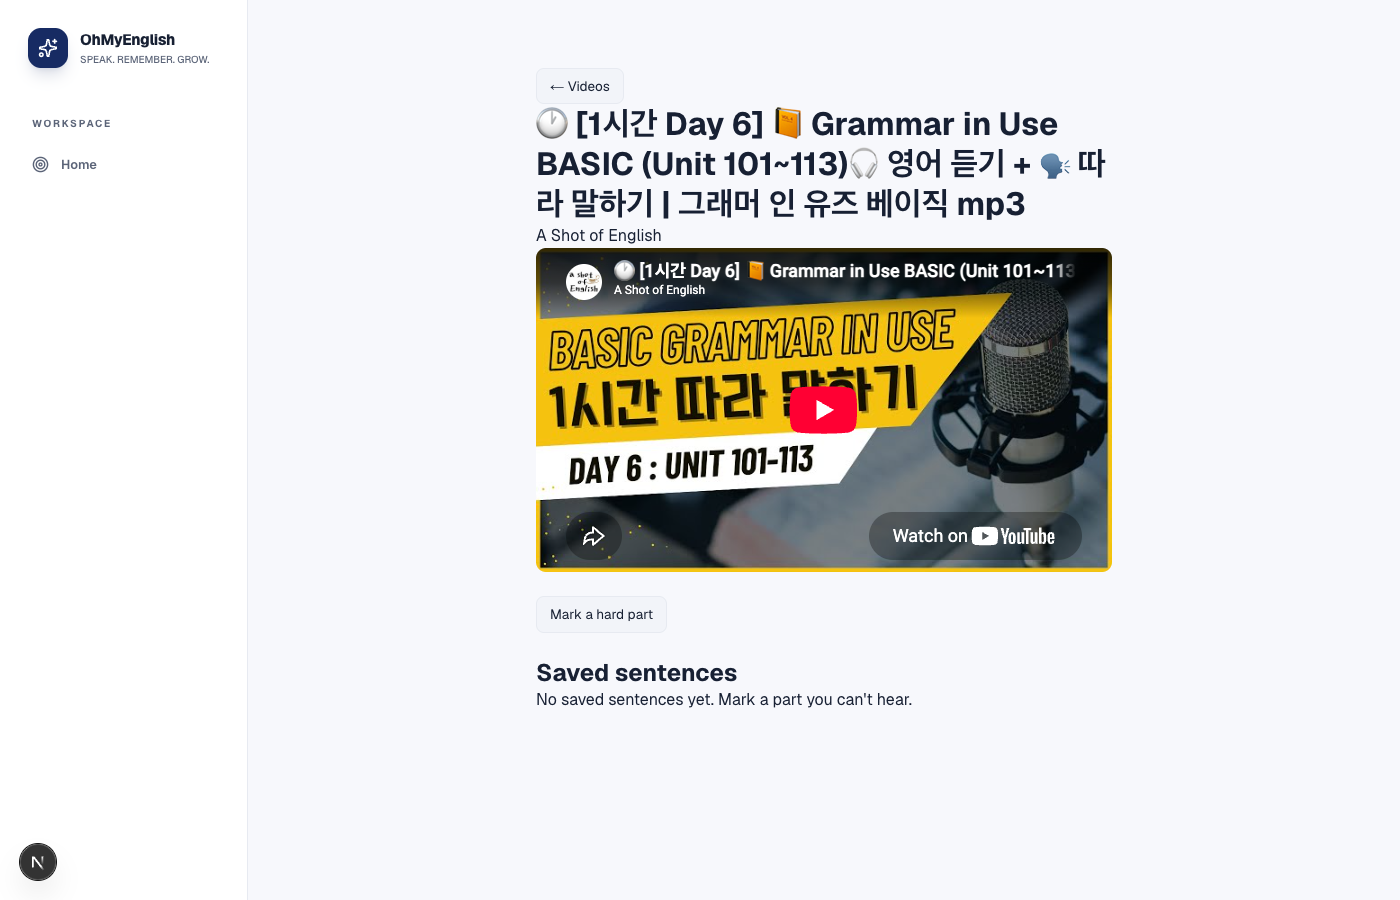 OhMyEnglish
SPEAK. REMEMBER. GROW.
WORKSPACE
Home
← Videos
🕐 [1시간 Day 6] 📙 Grammar in Use
BASIC (Unit 101~113)🎧 영어 듣기 + 🗣️ 따
라 말하기 | 그래머 인 유즈 베이직 mp3
A Shot of English
a shot
of
English
🕐 [1시간 Day 6] 📙 Grammar in Use BASIC (Unit 101~113
A Shot of English
BASIC GRAMMAR IN USE
1시간 따라 말하기
DAY 6 : UNIT 101-113
Watch on YouTube
Mark a hard part
Saved sentences
No saved sentences yet. Mark a part you can't hear.
N